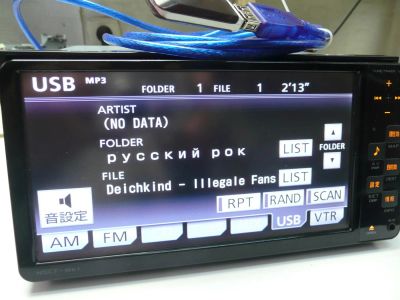 USB MP3 FOLDER 1 FILE 1 2'13"
ARTIST
(NO DATA)
FOLDER
русский рок LIST
FOLDER
FILE
Deichkind - Illegale Fans LIST
音設定
RPT RAND SCAN
AM FM USB VTR